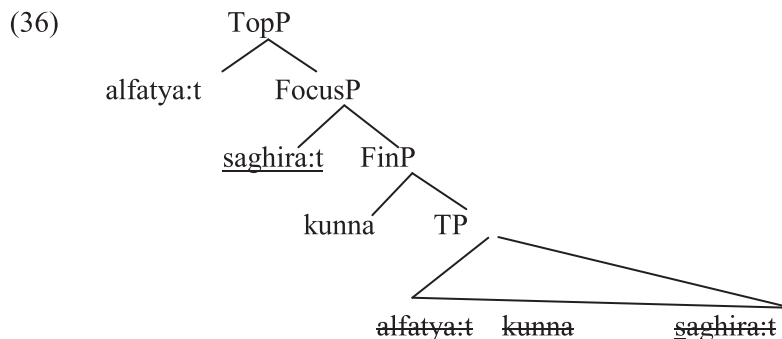 (36) TopP
alfatya:t FocusP
saghira:t FinP
kunna TP
alfatya:t kunna saghira:t